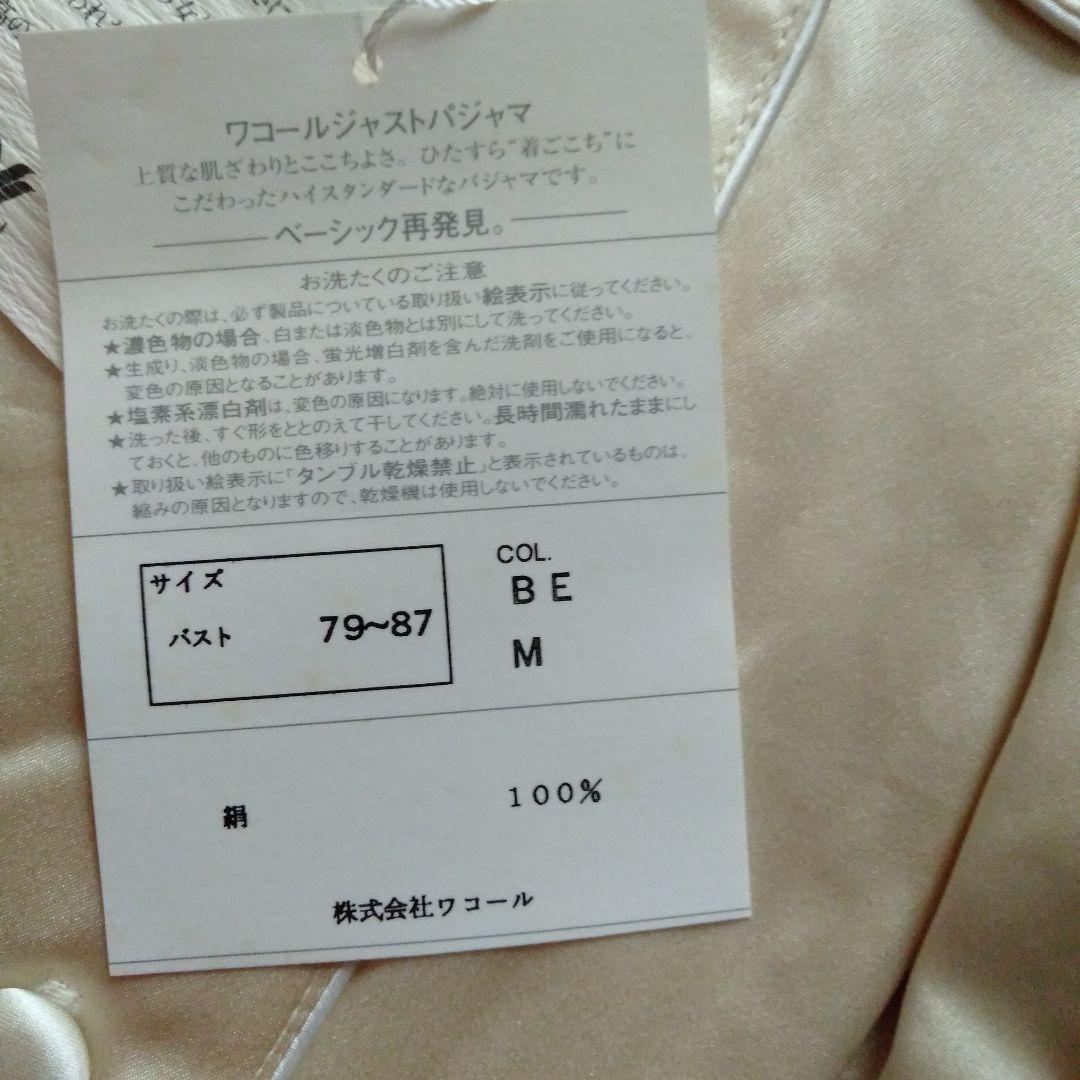 ワコールジャストパジャマ
上質な肌ざわりとここちよさ。ひたすら"着ごこち"に
こだわったハイスタンダードなパジャマです。
ベーシック再発見。
お洗たくのご注意
お洗たくの際は、必ず製品についている取り扱い絵表示に従ってください。
★濃色物の場合、白または淡色物とは別にして洗ってください。
★生成り、淡色物の場合、蛍光増白剤を含んだ洗剤をご使用になると、
変色の原因となることがあります。
★塩素系漂白剤は、変色の原因になります。絶対に使用しないでください。
★洗った後、すぐ形をととのえて干してください。長時間濡れたままにし
ておくと、他のものに色移りすることがあります。
★取り扱い絵表示に「タンブル乾燥禁止」と表示されているものは、
縮みの原因となりますので、乾燥機は使用しないでください。
サイズ
バスト 79~87
COL.
BE
M
絹 100%
株式会社ワコール